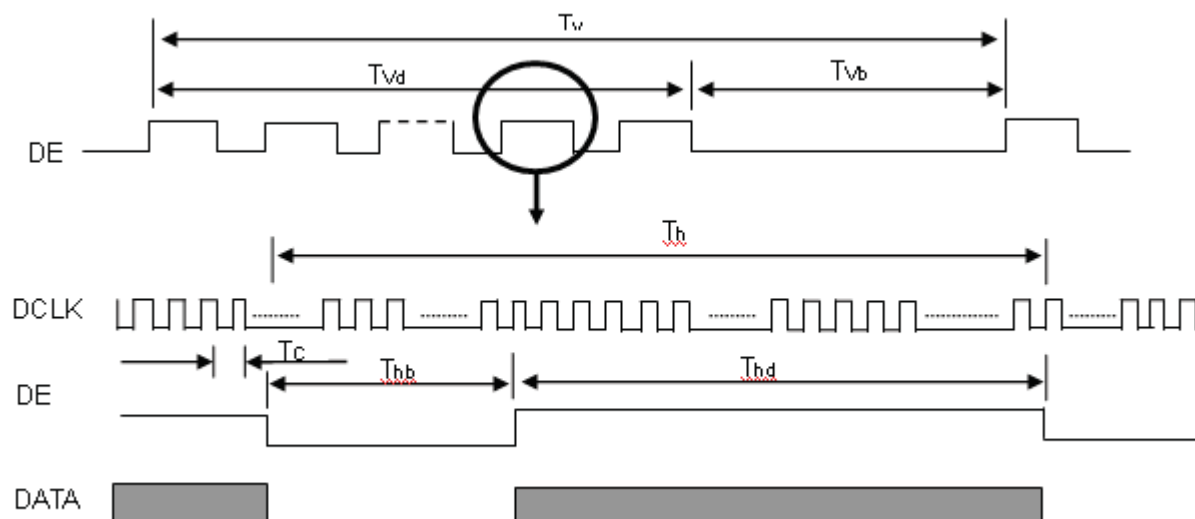 Tv
Tvd
Tvb
DE
Th
DCLK
Tc
Thb
Thd
DE
DATA